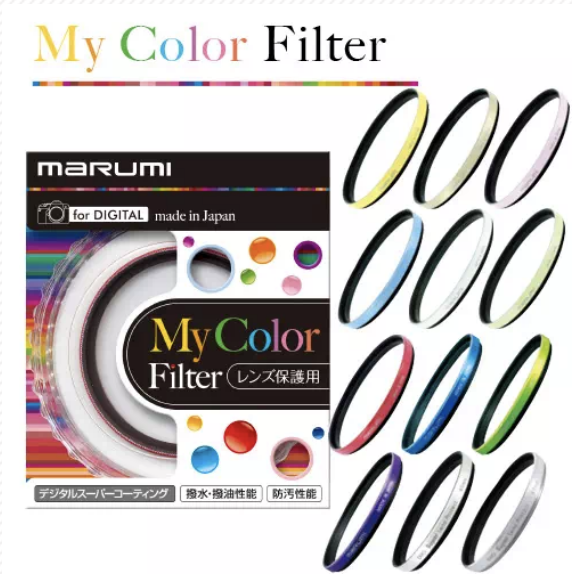 My Color Filter
marumi
for DIGITAL made in Japan
My Color
Filter レンズ保護用
デジタルスーパーコーティング 撥水・撥油性能 防汚性能
marumi